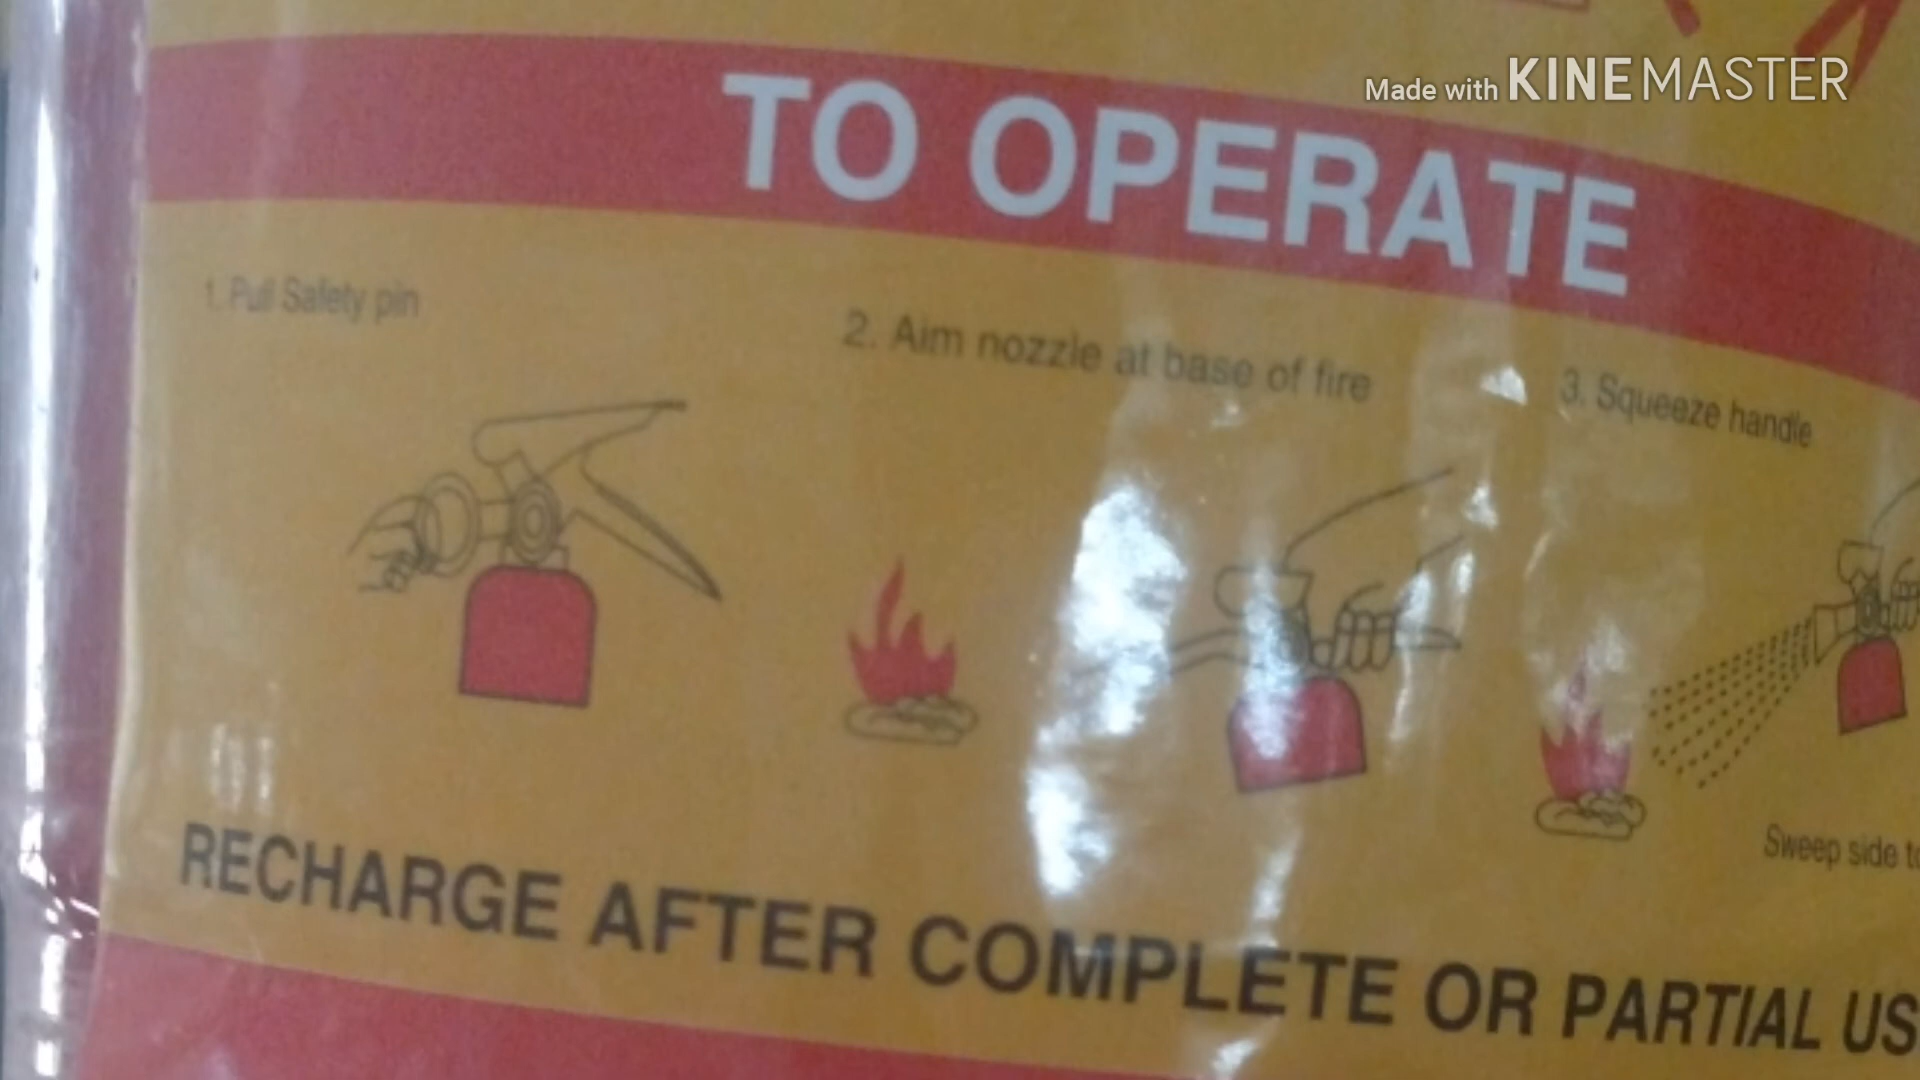 Made with KINEMASTER
TO OPERATE
1. Pull Safety pin
2. Aim nozzle at base of fire
3. Squeeze handle
Sweep side to
RECHARGE AFTER COMPLETE OR PARTIAL US